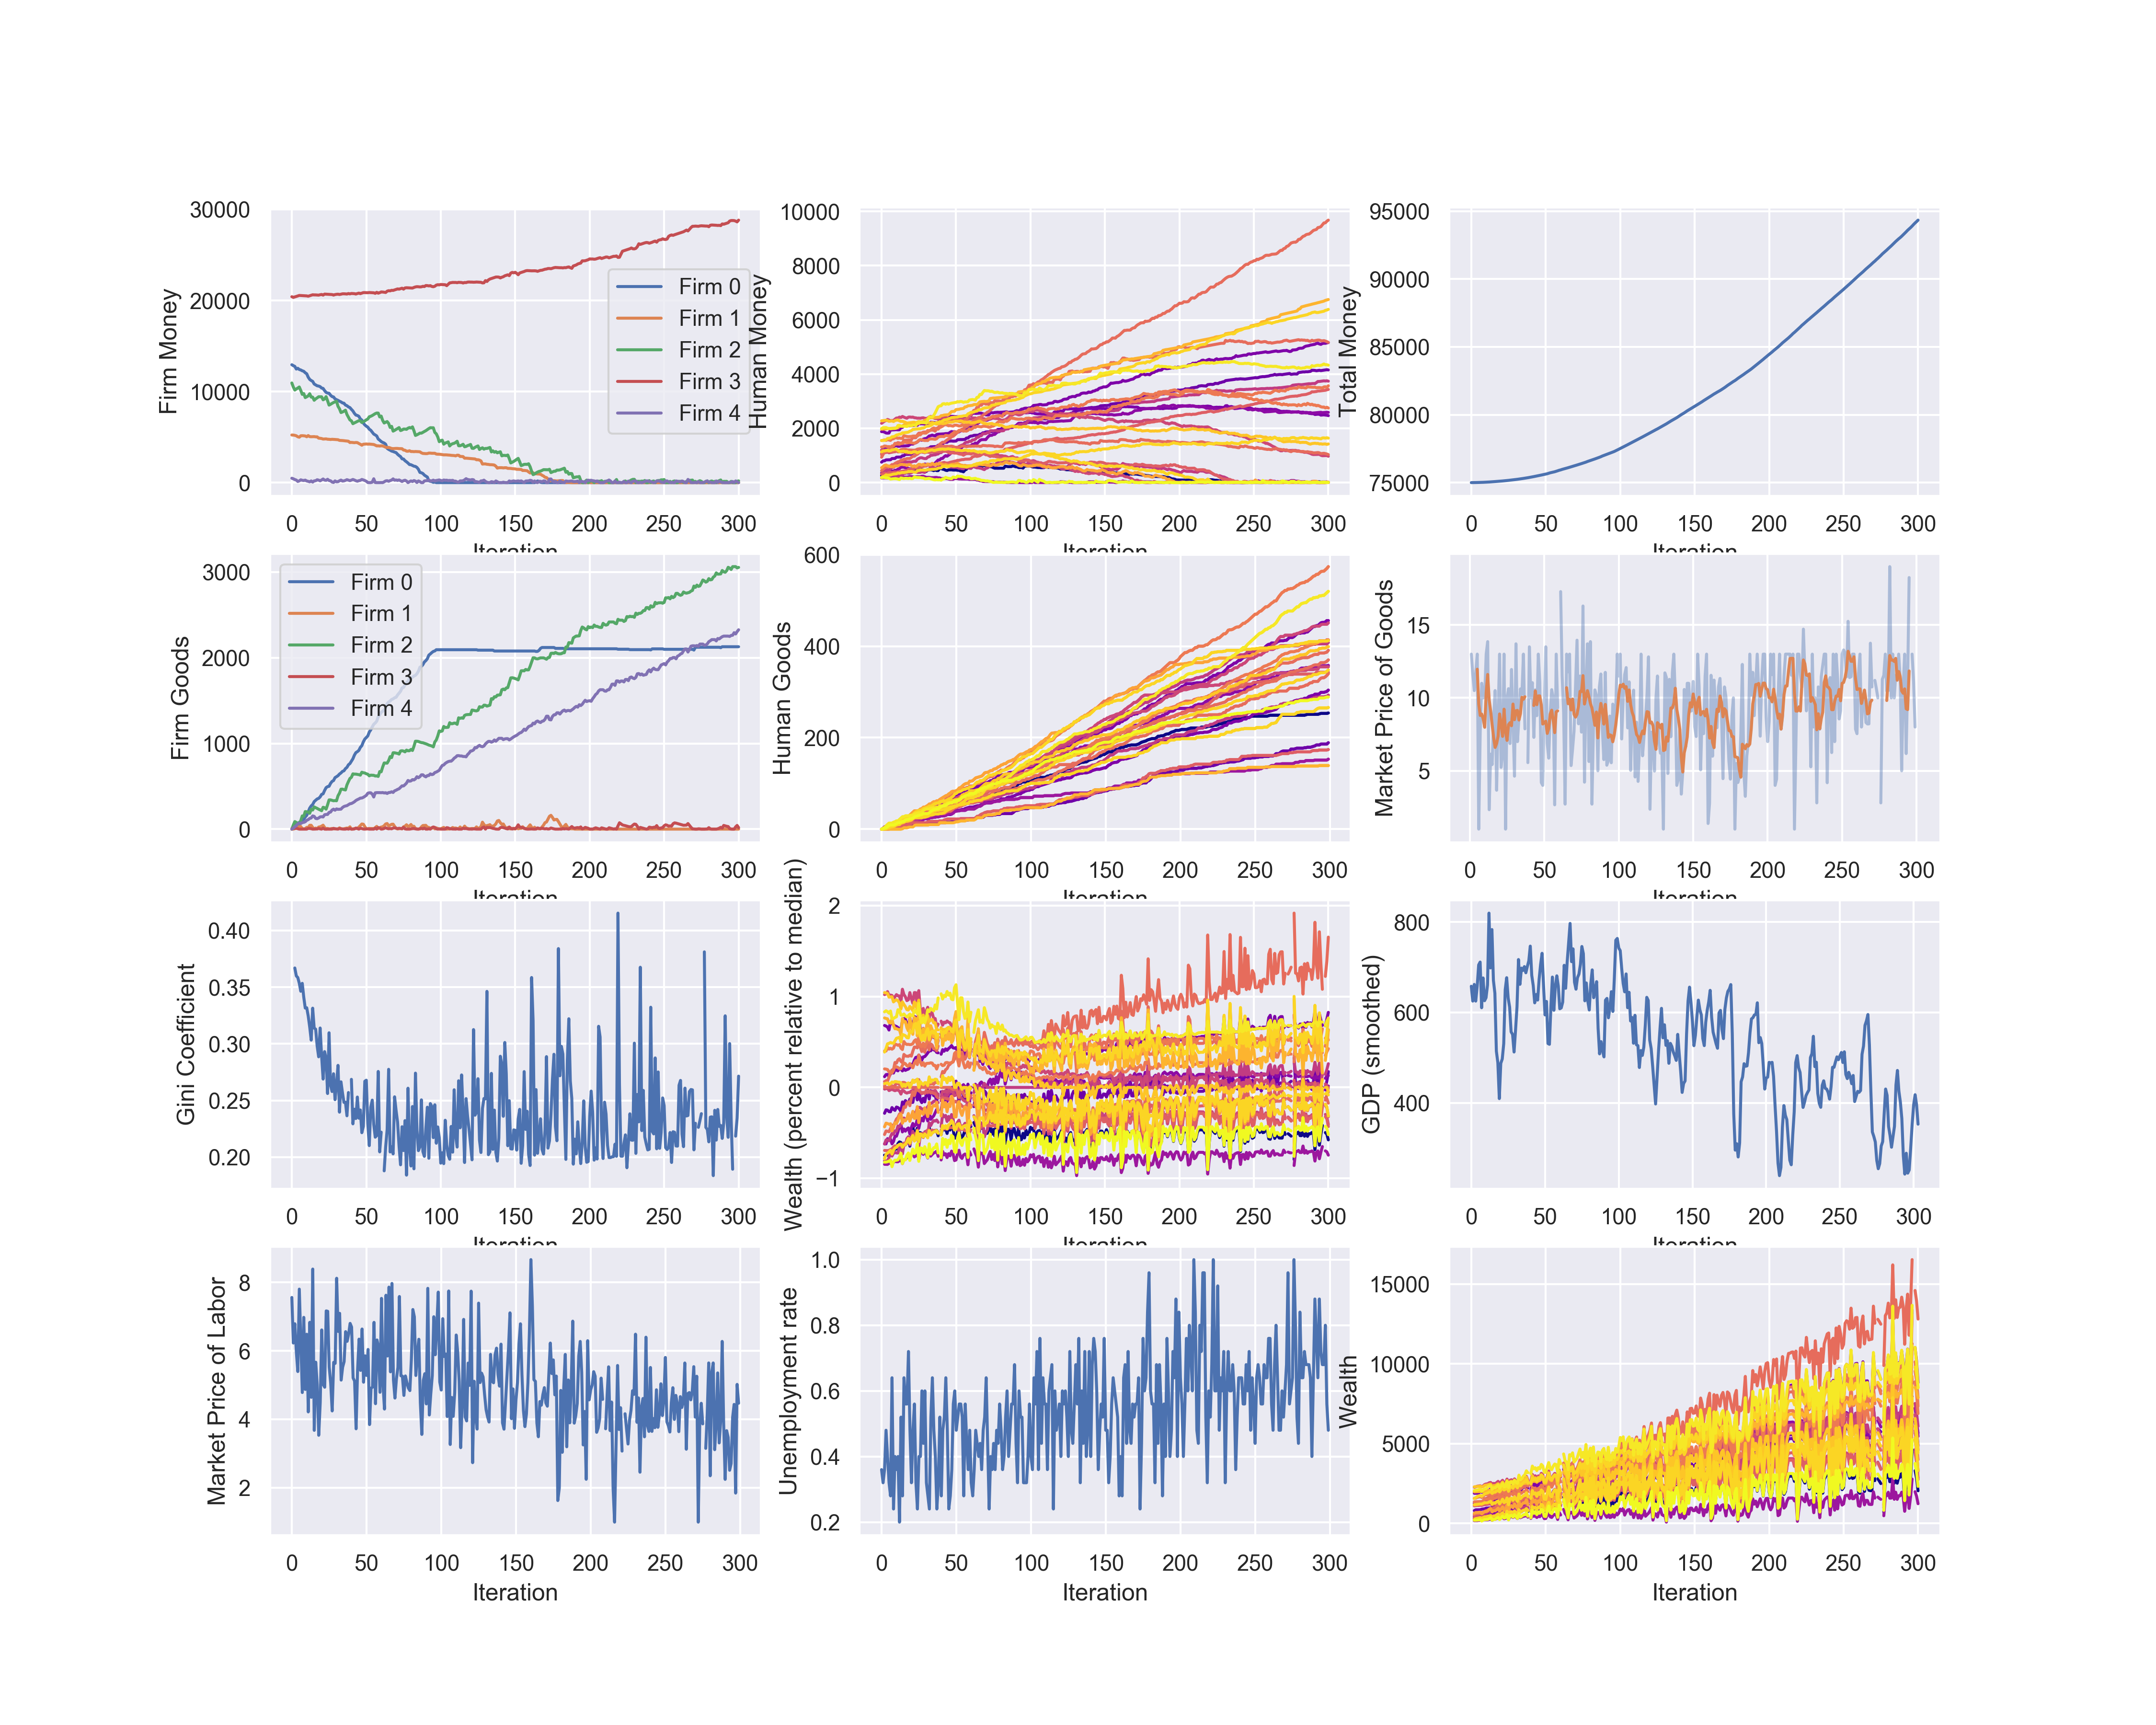 Firm Money
30000
20000
10000
0
0 50 100 150 200 250 300
Iteration
Firm 0
Firm 1
Firm 2
Firm 3
Firm 4
Human Money
10000
8000
6000
4000
2000
0
0 50 100 150 200 250 300
Iteration
Total Money
95000
90000
85000
80000
75000
0 50 100 150 200 250 300
Iteration
Firm Goods
3000
2000
1000
0
0 50 100 150 200 250 300
Iteration
Firm 0
Firm 1
Firm 2
Firm 3
Firm 4
Human Goods
600
400
200
0
0 50 100 150 200 250 300
Iteration
Market Price of Goods
15
10
5
0 50 100 150 200 250 300
Iteration
Gini Coefficient
0.40
0.35
0.30
0.25
0.20
0 50 100 150 200 250 300
Iteration
Wealth (percent relative to median)
2
1
0
−1
0 50 100 150 200 250 300
Iteration
GDP (smoothed)
800
600
400
0 50 100 150 200 250 300
Iteration
Market Price of Labor
8
6
4
2
0 50 100 150 200 250 300
Iteration
Unemployment rate
1.0
0.8
0.6
0.4
0.2
0 50 100 150 200 250 300
Iteration
Wealth
15000
10000
5000
0
0 50 100 150 200 250 300
Iteration